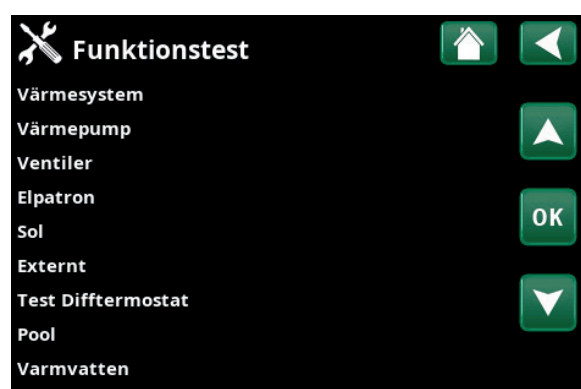 Funktionstest
Värmesystem
Värmepump
Ventiler
Elpatron
OK
Sol
Externt
Test Difftermostat
Pool
Varmvatten